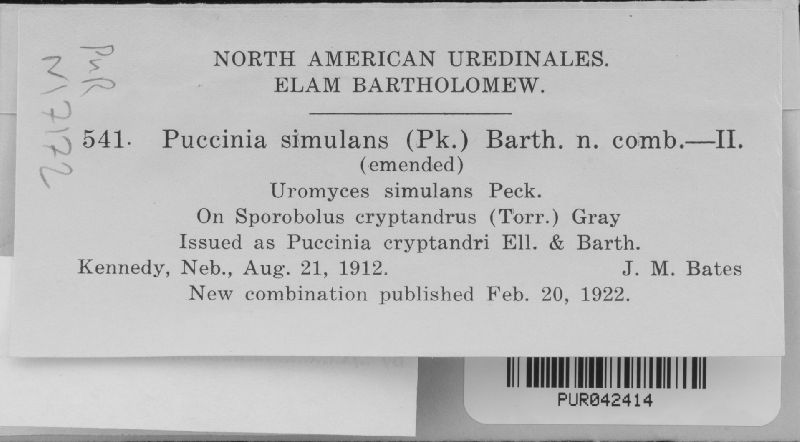 PUR
N17172
NORTH AMERICAN UREDINALES.
ELAM BARTHOLOMEW.
541. Puccinia simulans (Pk.) Barth. n. comb.—II.
(emended)
Uromyces simulans Peck.
On Sporobolus cryptandrus (Torr.) Gray
Issued as Puccinia cryptandri Ell. & Barth.
Kennedy, Neb., Aug. 21, 1912. J. M. Bates
New combination published Feb. 20, 1922.
PUR042414